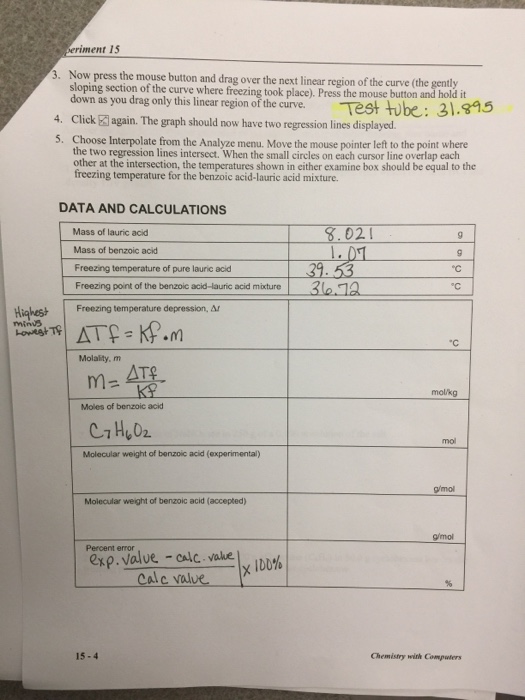 periment 15
3. Now press the mouse button and drag over the next linear region of the curve (the gently
sloping section of the curve where freezing took place). Press the mouse button and hold it
down as you drag only this linear region of the curve.
Test tube: 31.895
4. Click again. The graph should now have two regression lines displayed.
5. Choose Interpolate from the Analyze menu. Move the mouse pointer left to the point where
the two regression lines intersect. When the small circles on each cursor line overlap each
other at the intersection, the temperatures shown in either examine box should be equal to the
freezing temperature for the benzoic acid-lauric acid mixture.
DATA AND CALCULATIONS
Mass of lauric acid 8.021 g
Mass of benzoic acid 1.07 g
Freezing temperature of pure lauric acid 39.53 °C
Freezing point of the benzoic acid–lauric acid mixture 36.72 °C
Highest
minus
Lowest Tf
Freezing temperature depression, Δt
ΔTf = Kf.m °C
Molality, m
m = ΔTf
Kf mol/kg
Moles of benzoic acid
C7H6O2 mol
Molecular weight of benzoic acid (experimental)
g/mol
Molecular weight of benzoic acid (accepted)
g/mol
Percent error
exp. value - calc. value | x 100%
calc value %
15 - 4 Chemistry with Computers